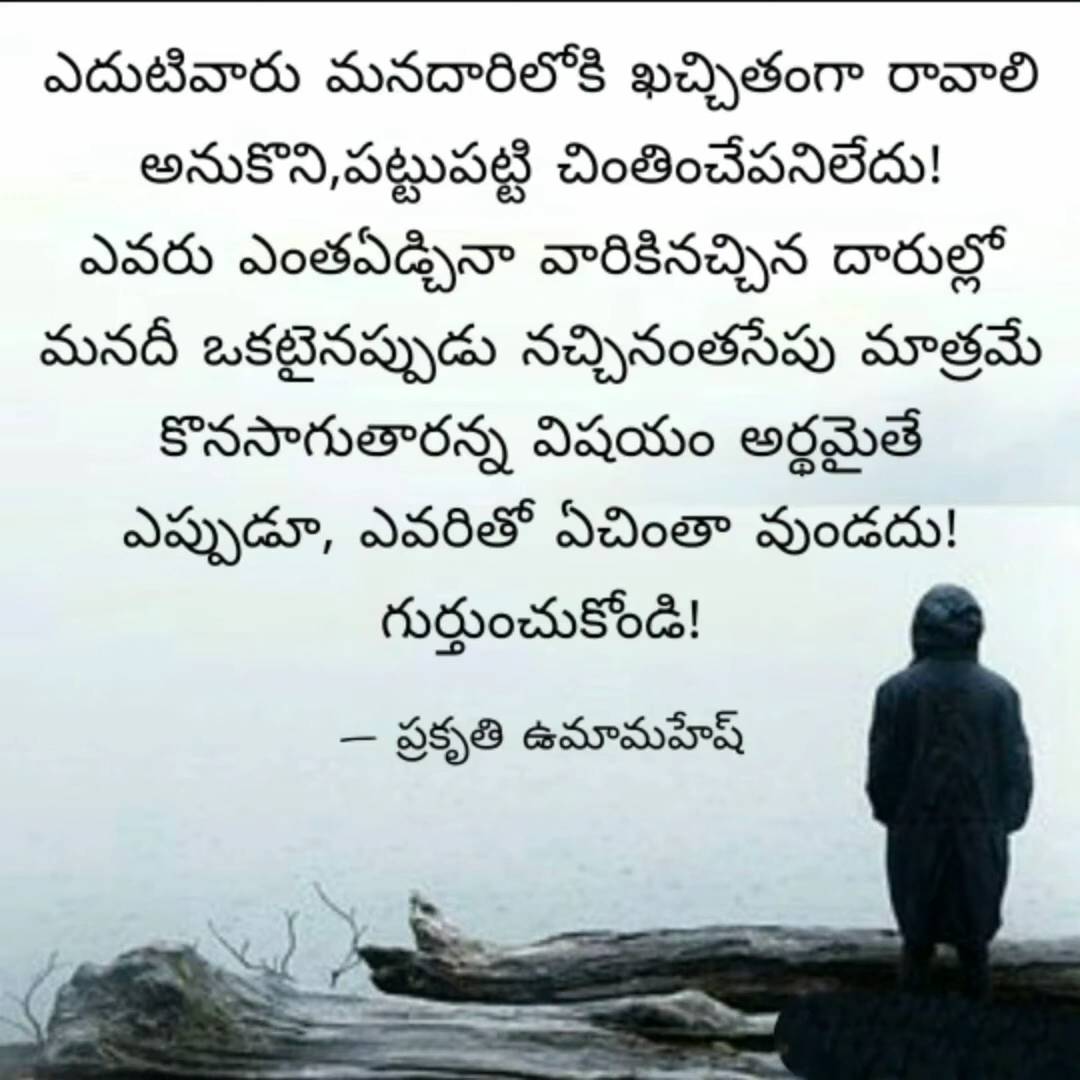 ఎదుటివారు మనదారిలోకి ఖచ్చితంగా రావాలి
అనుకొని,పట్టుపట్టి చింతించేపనిలేదు!
ఎవరు ఎంతఏడ్చినా వారికినచ్చిన దారుల్లో
మనదీ ఒకటైనప్పుడు నచ్చినంతసేపు మాత్రమే
కొనసాగుతారన్న విషయం అర్థమైతే
ఎప్పుడూ, ఎవరితో ఏచింతా వుండదు!
గుర్తుంచుకోండి!
— ప్రకృతి ఉమామహేష్